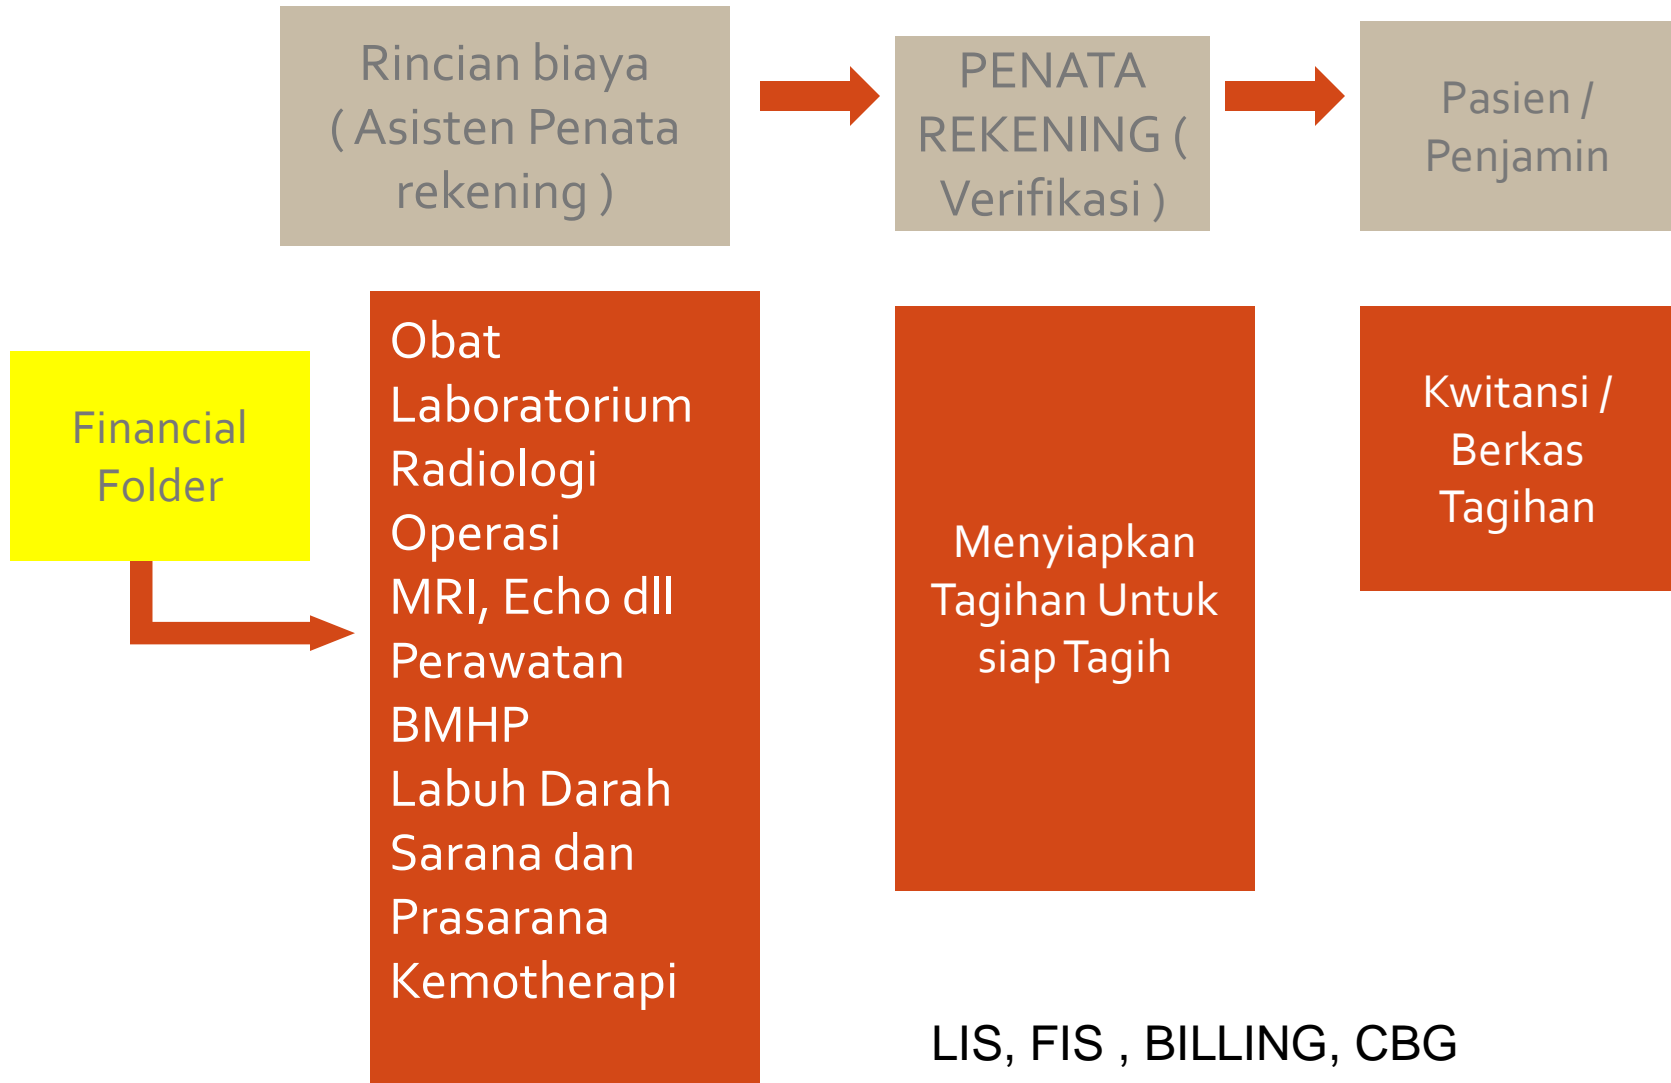 Rincian biaya
( Asisten Penata
rekening )
PENATA
REKENING (
Verifikasi )
Pasien /
Penjamin
Financial
Folder
Obat
Laboratorium
Radiologi
Operasi
MRI, Echo dll
Perawatan
BMHP
Labuh Darah
Sarana dan
Prasarana
Kemotherapi
Menyiapkan
Tagihan Untuk
siap Tagih
Kwitansi /
Berkas
Tagihan
LIS, FIS , BILLING, CBG